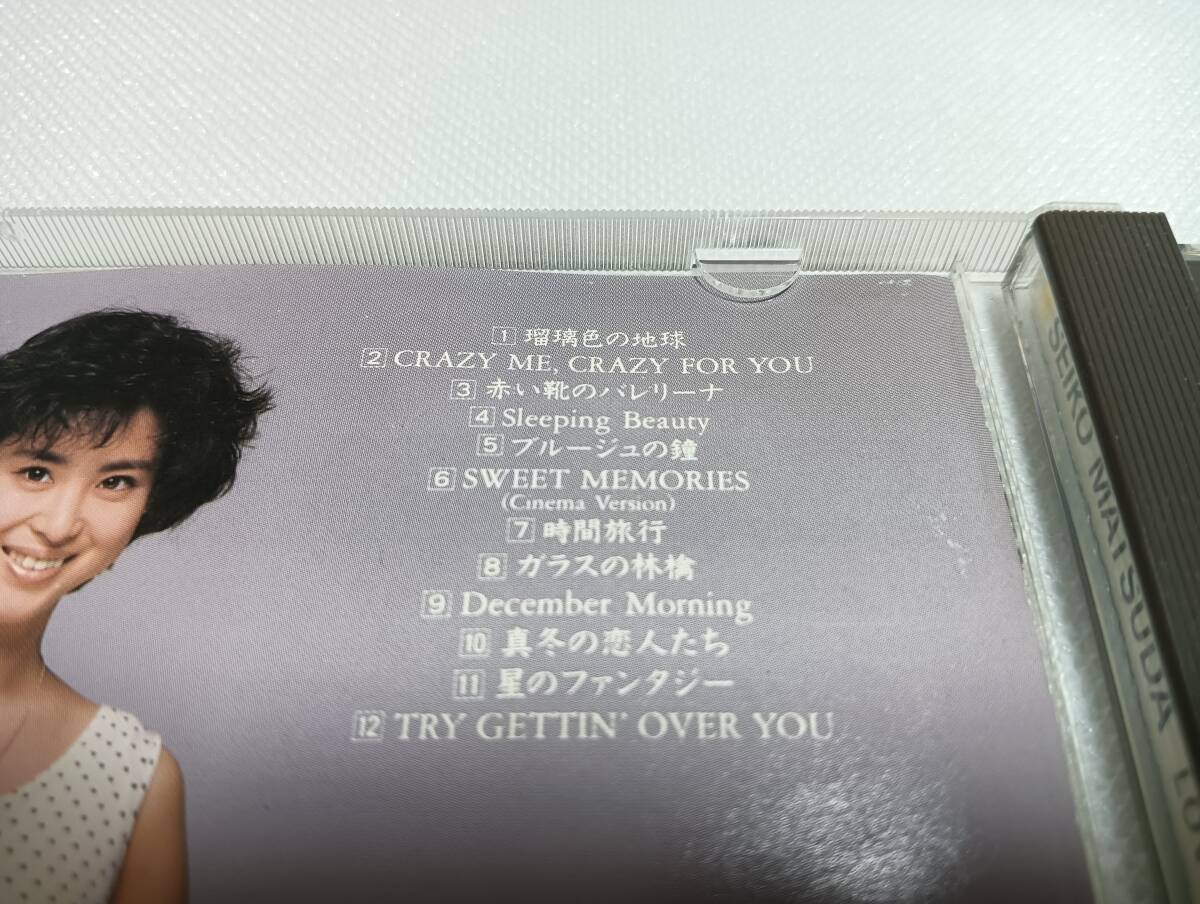 1 瑠璃色の地球
2 CRAZY ME, CRAZY FOR YOU
3 赤い靴のバレリーナ
4 Sleeping Beauty
5 ブルージュの鐘
6 SWEET MEMORIES
(Cinema Version)
7 時間旅行
8 ガラスの林檎
9 December Morning
10 真冬の恋人たち
11 星のファンタジー
12 TRY GETTIN' OVER YOU
SEIKO MATSUDA